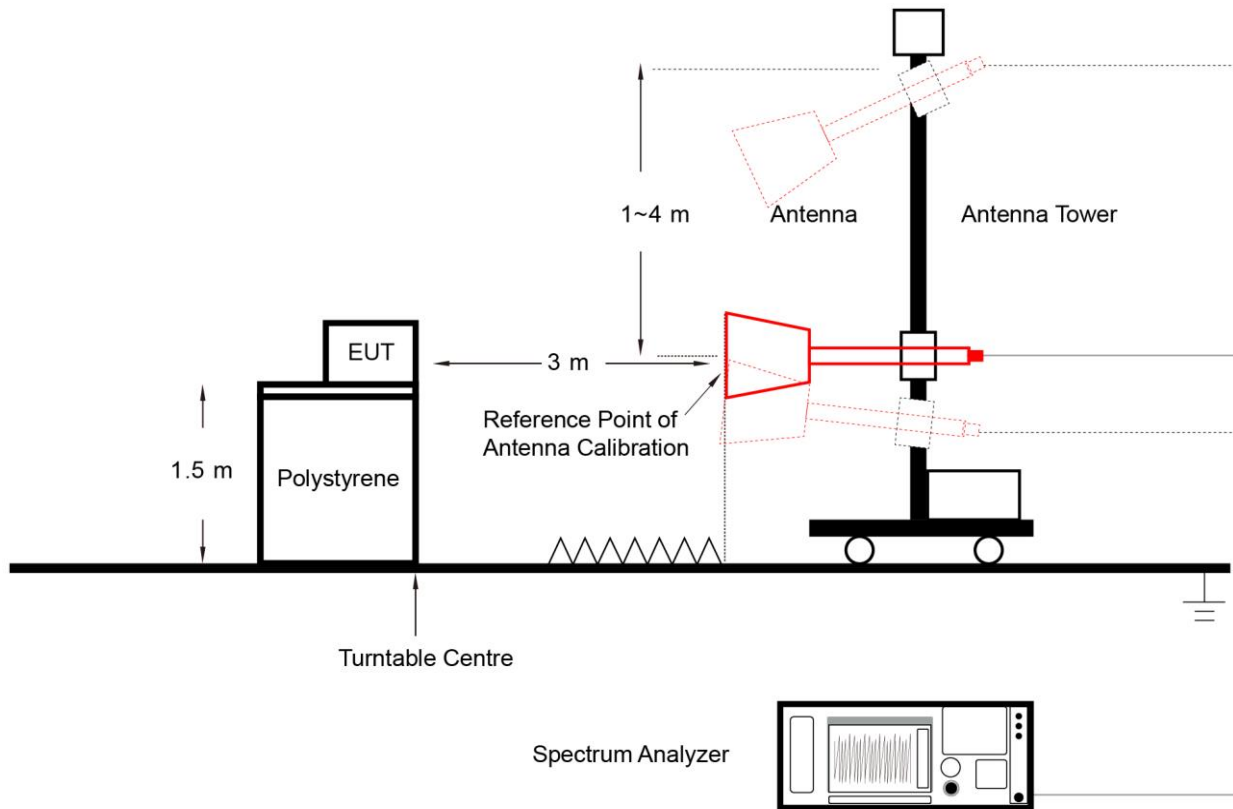 1~4 m
Antenna
Antenna Tower
EUT
3 m
Reference Point of
Antenna Calibration
1.5 m
Polystyrene
Turntable Centre
Spectrum Analyzer